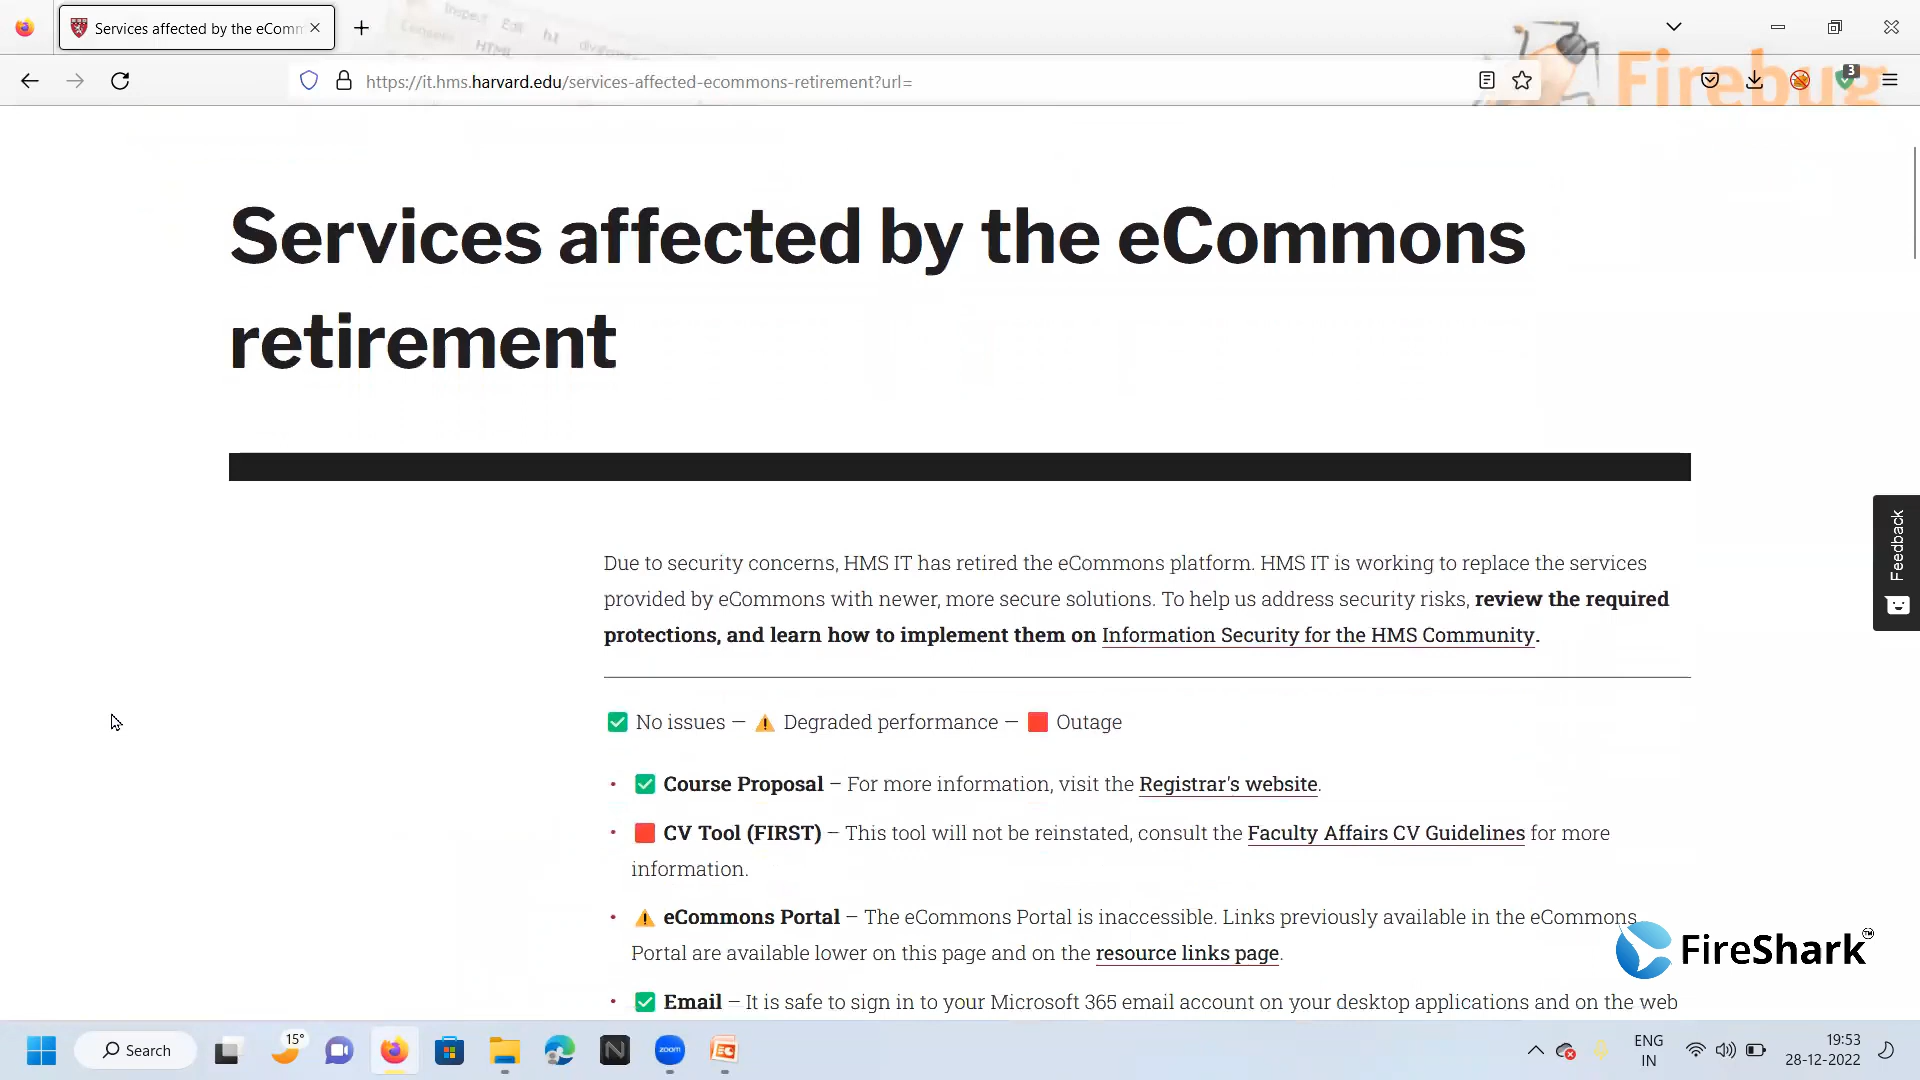 Services affected by the eComm
Inspect Edit h1
HTML
https://it.hms.harvard.edu/services-affected-ecommons-retirement?url=
Firebug
3
Services affected by the eCommons
retirement
Due to security concerns, HMS IT has retired the eCommons platform. HMS IT is working to replace the services
provided by eCommons with newer, more secure solutions. To help us address security risks, review the required
protections, and learn how to implement them on Information Security for the HMS Community.
Feedback
No issues — Degraded performance — Outage
• Course Proposal – For more information, visit the Registrar's website.
• CV Tool (FIRST) – This tool will not be reinstated, consult the Faculty Affairs CV Guidelines for more
information.
• eCommons Portal – The eCommons Portal is inaccessible. Links previously available in the eCommons
Portal are available lower on this page and on the resource links page.
FireShark™
• Email – It is safe to sign in to your Microsoft 365 email account on your desktop applications and on the web
Search
15°
N
zoom
EC
ENG
IN
19:53
28-12-2022